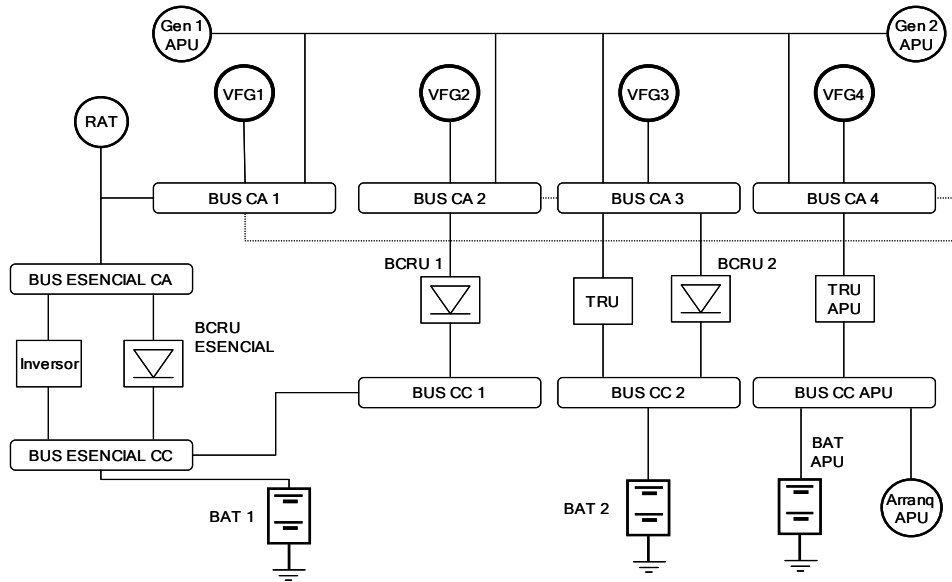 Gen 1
APU
Gen 2
APU
VFG1
VFG2
VFG3
VFG4
RAT
BUS CA 1
BUS CA 2
BUS CA 3
BUS CA 4
BUS ESENCIAL CA
BCRU 1
BCRU 2
TRU
TRU
APU
BCRU
ESENCIAL
Inversor
BUS CC 1
BUS CC 2
BUS CC APU
BUS ESENCIAL CC
BAT 1
BAT 2
BAT
APU
Arranq
APU